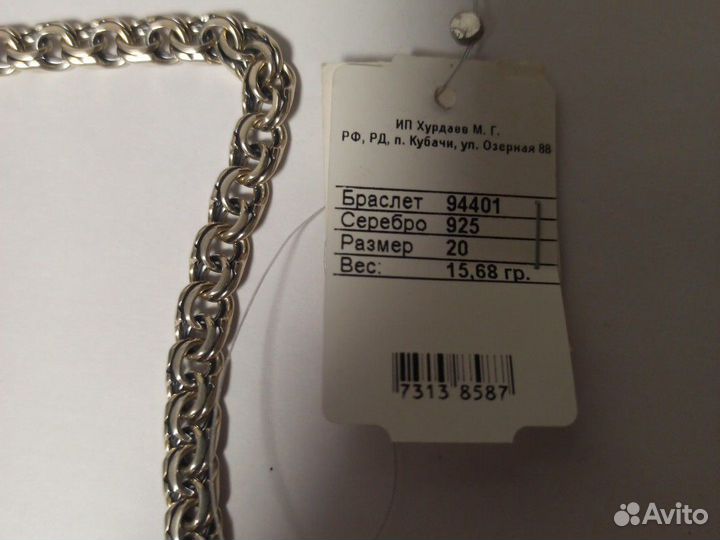 ИП Хурдаев М. Г.
РФ, РД, п. Кубачи, ул. Озерная 88
Браслет 94401
Серебро 925
Размер 20
Вес: 15,68 гр.
7313 8587
Avito